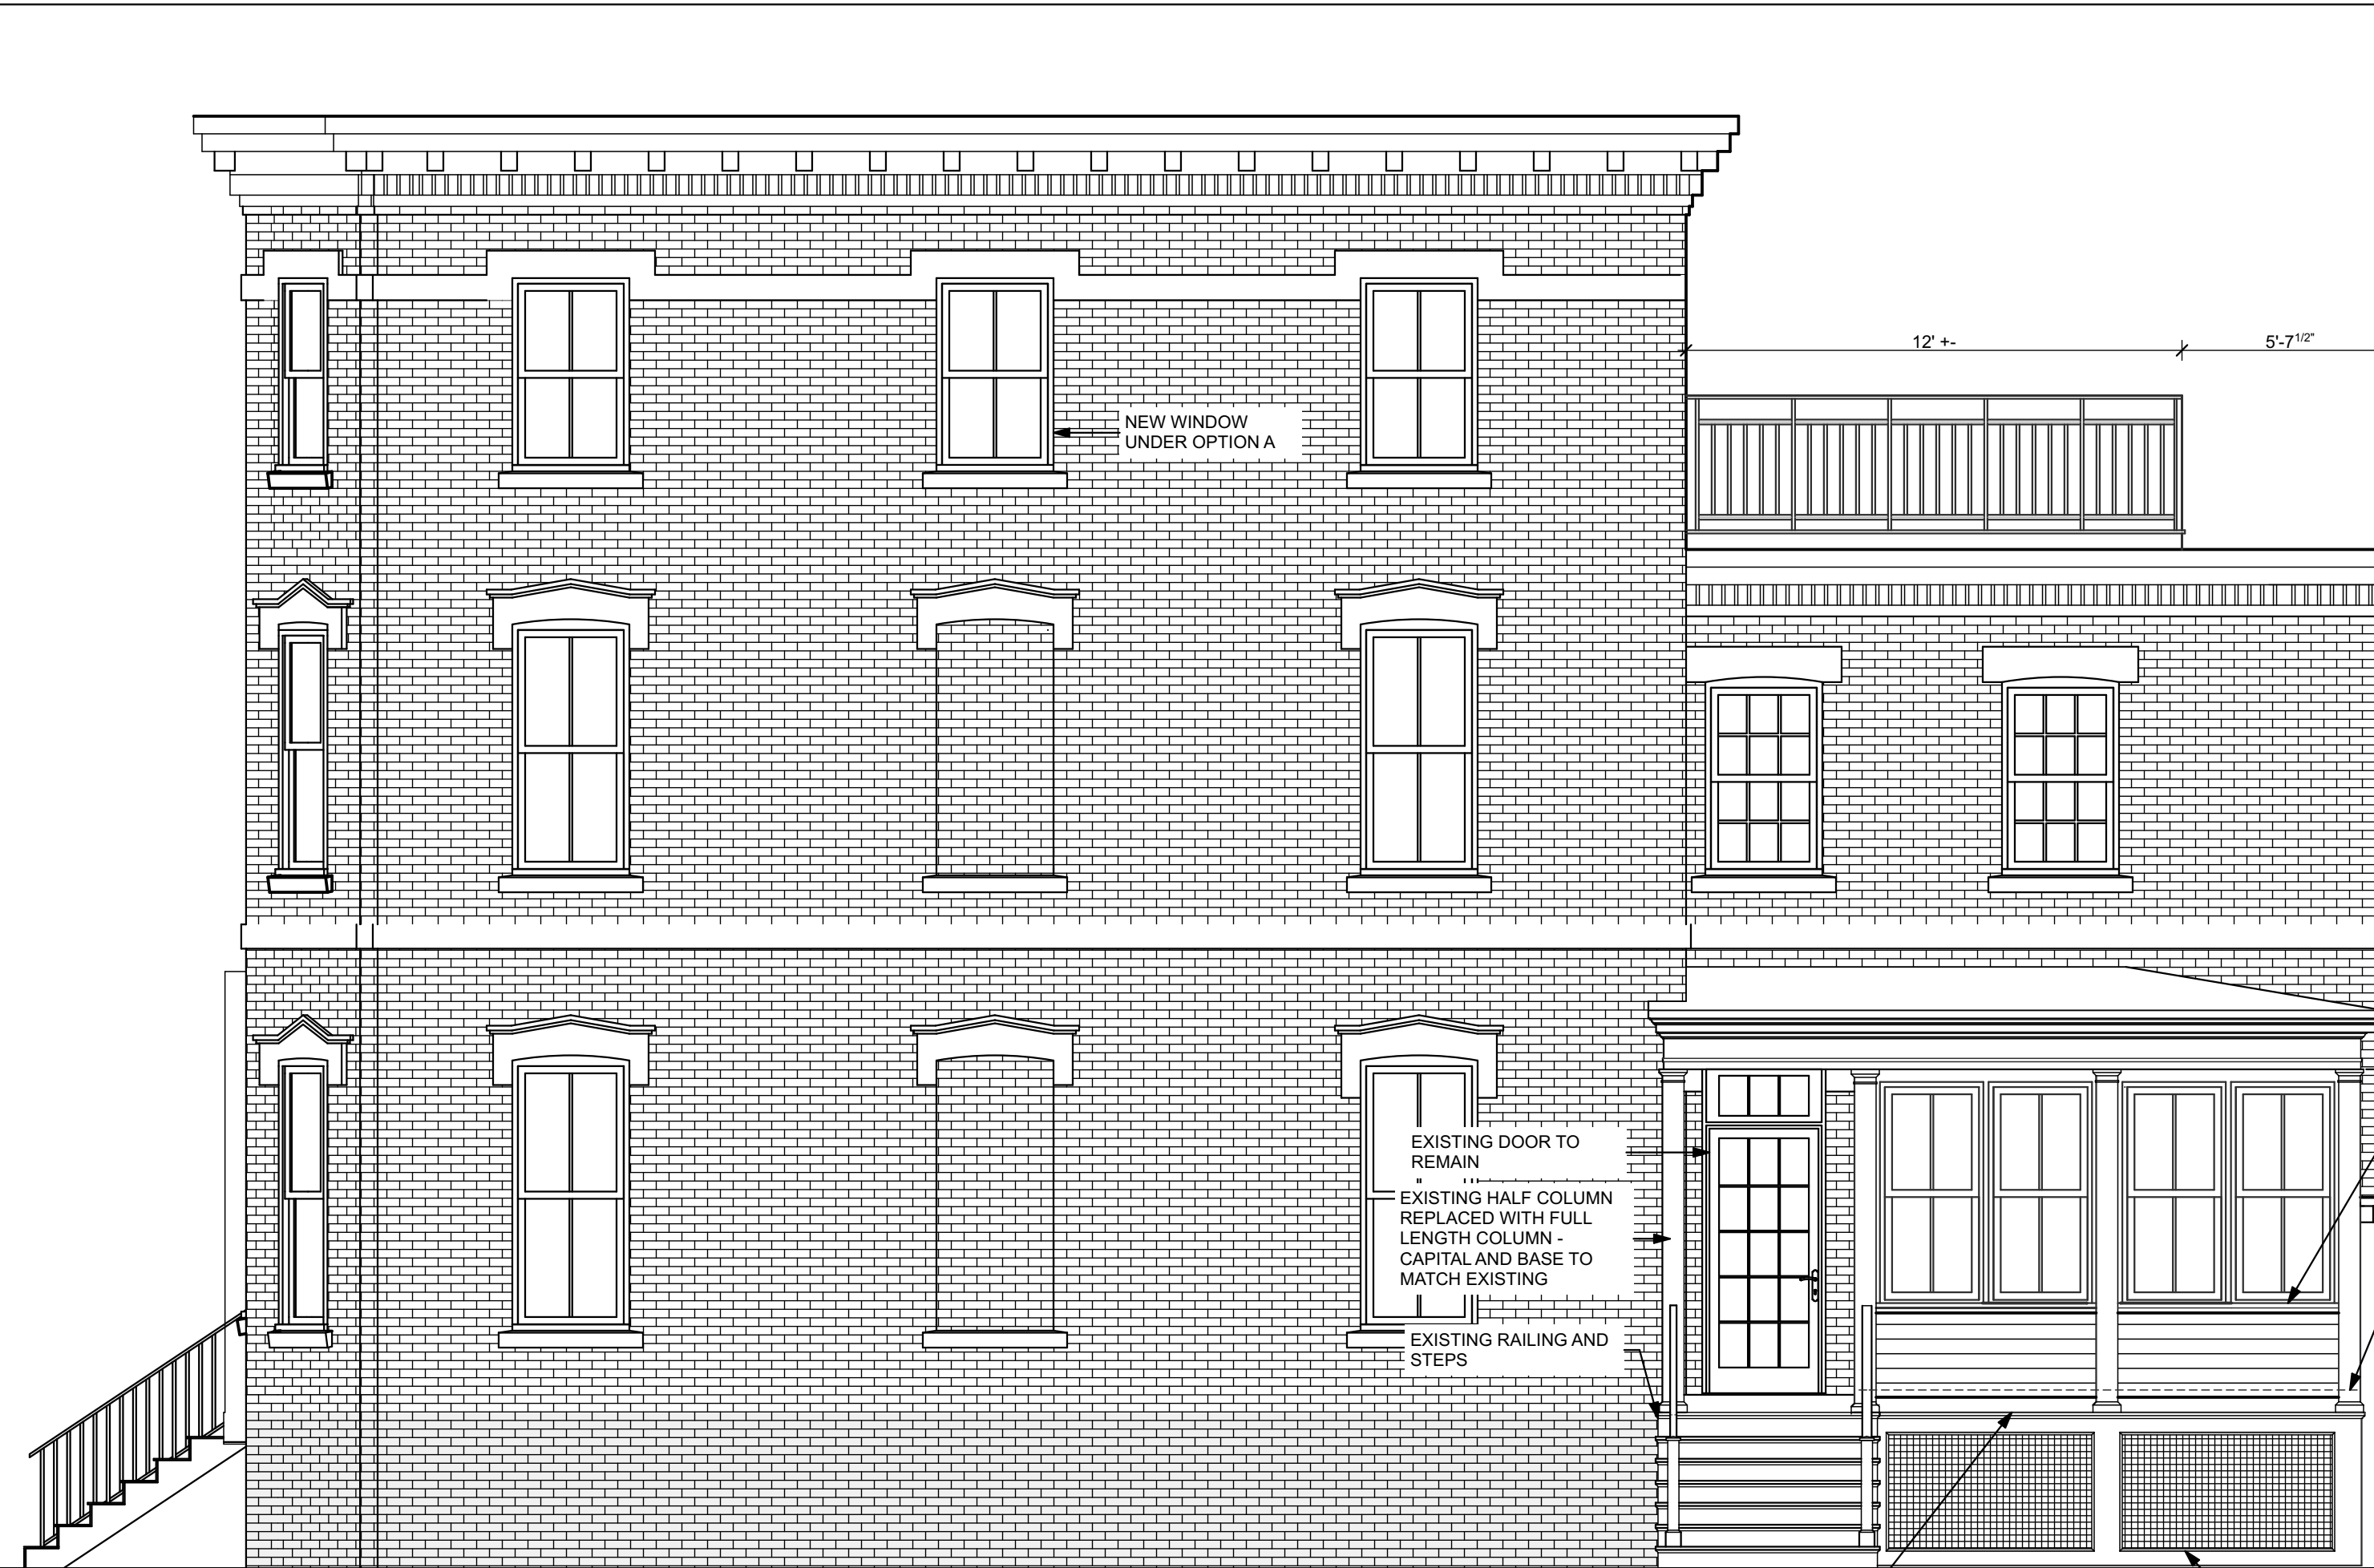 12' +-
5'-7 1/2"
NEW WINDOW
UNDER OPTION A
EXISTING DOOR TO
REMAIN
EXISTING HALF COLUMN
REPLACED WITH FULL
LENGTH COLUMN -
CAPITAL AND BASE TO
MATCH EXISTING
EXISTING RAILING AND
STEPS